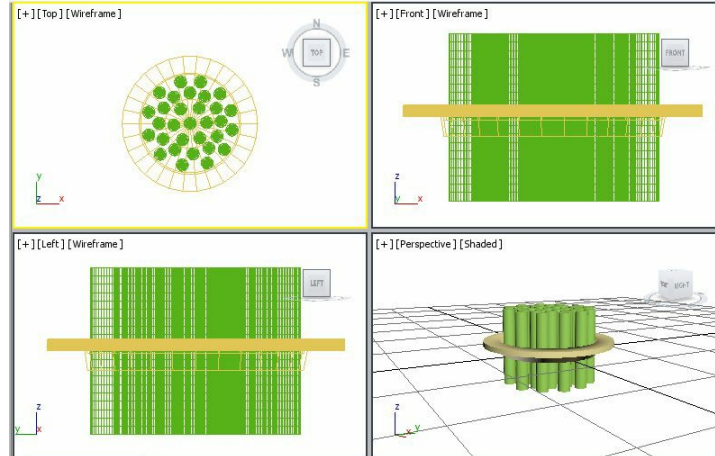 [+] [Top] [Wireframe]
N
W
TOP
E
S
y
z
x
[+] [Front] [Wireframe]
FRONT
z
y
x
[+] [Left] [Wireframe]
LEFT
z
y
x
[+] [Perspective] [Shaded]
RIGHT
z
y
x